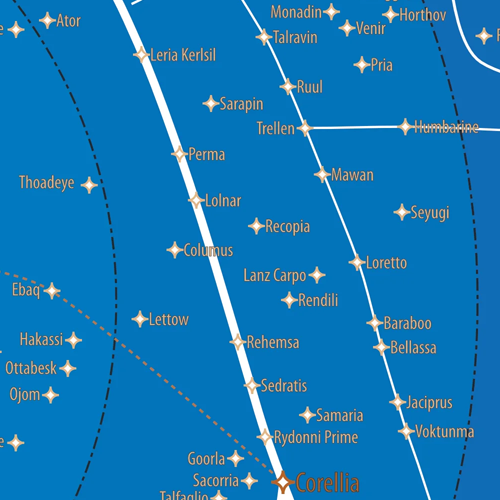 Monadin
Horthov
Ator
Venir
Talravin
Leria Kerlsil
Pria
Ruul
Sarapin
Trellen
Humbarine
Perma
Mawan
Thoadeye
Lolnar
Seyugi
Recopia
Columus
Loretto
Lanz Carpo
Ebaq
Rendili
Lettow
Baraboo
Hakassi
Rehemsa
Bellassa
Ottabesk
Sedratis
Ojom
Jaciprus
Samaria
Voktunma
Rydonni Prime
Goorla
Sacorria
Corellia
Talfaglio